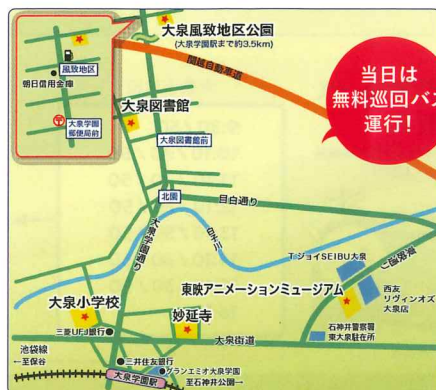 大泉風致地区公園
(大泉学園駅まで約3.5km)
風致地区
朝日信用金庫
大泉学園
郵便局前
関越自動車道
当日は
無料巡回バス
運行!
大泉図書館
大泉図書館前
北園
目白通り
大泉学園通り
白子川
T・ジョイSEIBU大泉
東映アニメーションミュージアム
西友
リヴィンオズ
大泉店
大泉小学校
妙延寺
石神井警察署
東大泉駐在所
三菱UFJ銀行
大泉街道
池袋線
←至保谷
三井住友銀行
グランエミオ大泉学園
大泉学園駅
至石神井公園→